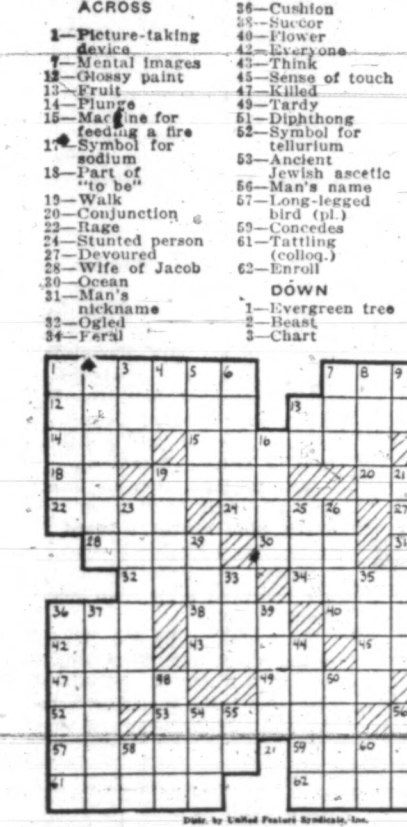 ACROSS
1—Picture-taking
device
7—Mental images
12—Glossy paint
13—Fruit
14—Plunge
15—Machine for
feeding a fire
17—Symbol for
sodium
18—Part of
"to be"
19—Walk
20—Conjunction
22—Rage
24—Stunted person
27—Devoured
28—Wife of Jacob
30—Ocean
31—Man's
nickname
32—Ogled
34—Feral
36—Cushion
38—Succor
40—Flower
42—Everyone
43—Think
45—Sense of touch
47—Killed
49—Tardy
51—Diphthong
52—Symbol for
tellurium
53—Ancient
Jewish ascetic
56—Man's name
57—Long-legged
bird (pl.)
59—Concedes
61—Tattling
(colloq.)
62—Enroll
DOWN
1—Evergreen tree
2—Beast
3—Chart
1 3 4 5 6 7 8 9
12 13
14 15 16
18 19 20 21
22 23 24 25 26 27
28 29 30 31
32 33 34 35
36 37 38 39 40
42 43 44 45
47 48 49 50
52 53 54 55 56
57 58 21 59 60
61 62
Distr. by United Feature Syndicate, Inc.